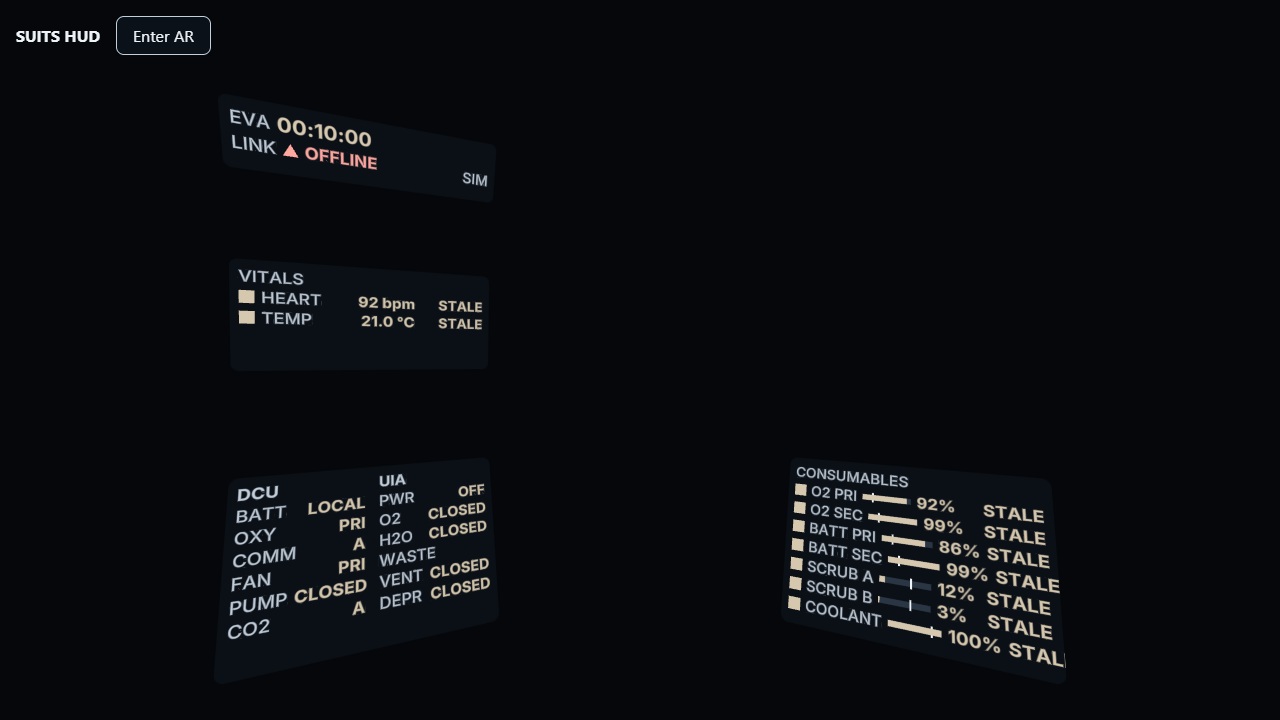 SUITS HUD
Enter AR
EVA 00:10:00
LINK OFFLINE
SIM
VITALS
HEART 92 bpm STALE
TEMP 21.0 °C STALE
DCU
BATT LOCAL
OXY PRI
COMM A
FAN PRI
PUMP CLOSED
CO2 A
UIA
PWR OFF
O2 CLOSED
H2O CLOSED
WASTE
VENT CLOSED
DEPR CLOSED
CONSUMABLES
O2 PRI 92% STALE
O2 SEC 99% STALE
BATT PRI 86% STALE
BATT SEC 99% STALE
SCRUB A 12% STALE
SCRUB B 3% STALE
COOLANT 100% STAL